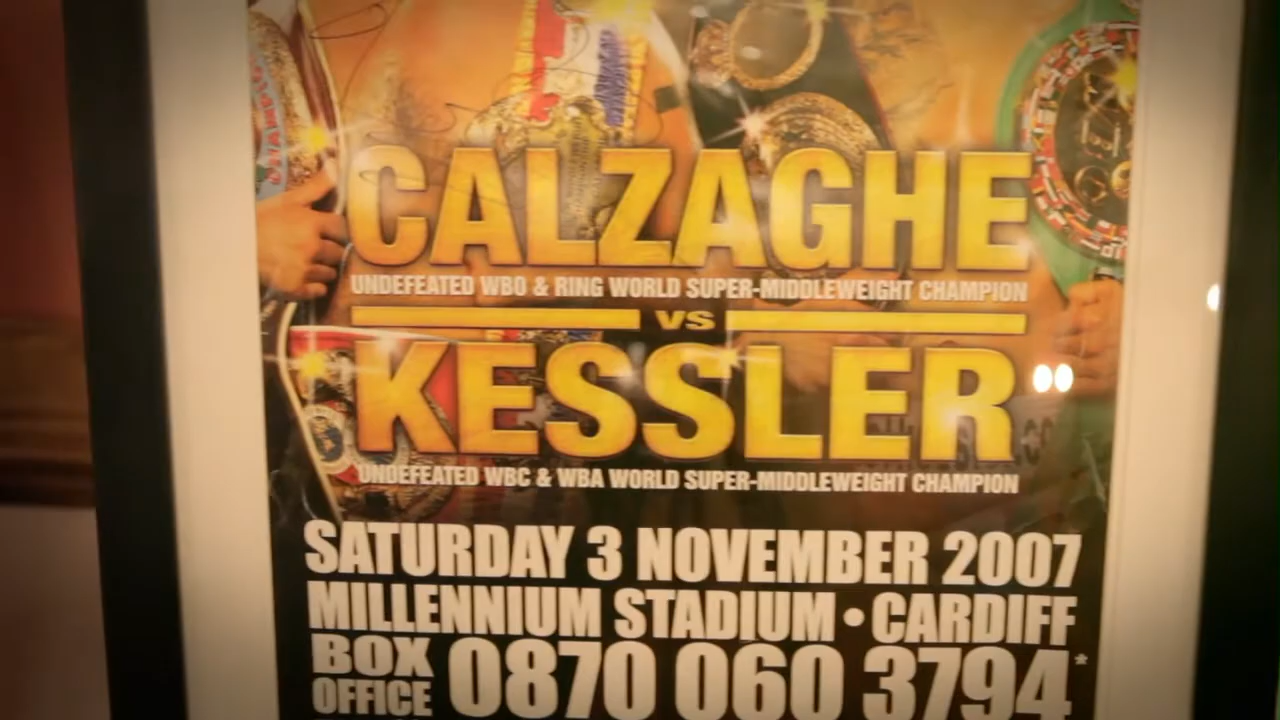 CALZAGHE
UNDEFEATED WBO & RING WORLD SUPER-MIDDLEWEIGHT CHAMPION
VS
KESSLER
UNDEFEATED WBC & WBA WORLD SUPER-MIDDLEWEIGHT CHAMPION
SATURDAY 3 NOVEMBER 2007
MILLENNIUM STADIUM • CARDIFF
BOX OFFICE 0870 060 3794*